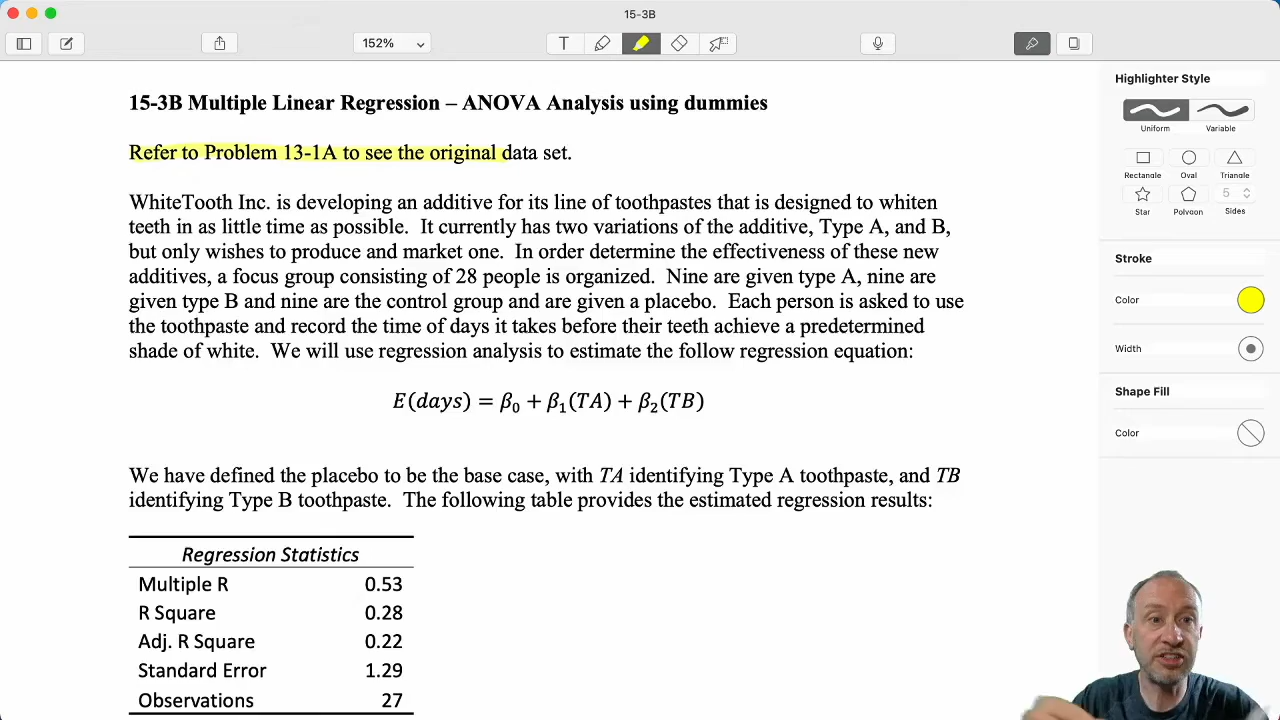 15-3B
152%
T
Highlighter Style
Uniform
Variable
Rectangle
Oval
Triangle
Star
Polygon
5
Sides
Stroke
Color
Width
Shape Fill
Color
15-3B Multiple Linear Regression – ANOVA Analysis using dummies
Refer to Problem 13-1A to see the original data set.
WhiteTooth Inc. is developing an additive for its line of toothpastes that is designed to whiten
teeth in as little time as possible. It currently has two variations of the additive, Type A, and B,
but only wishes to produce and market one. In order determine the effectiveness of these new
additives, a focus group consisting of 28 people is organized. Nine are given type A, nine are
given type B and nine are the control group and are given a placebo. Each person is asked to use
the toothpaste and record the time of days it takes before their teeth achieve a predetermined
shade of white. We will use regression analysis to estimate the follow regression equation:
E(days) = β₀ + β₁(TA) + β₂(TB)
We have defined the placebo to be the base case, with TA identifying Type A toothpaste, and TB
identifying Type B toothpaste. The following table provides the estimated regression results:
Regression Statistics
Multiple R 0.53
R Square 0.28
Adj. R Square 0.22
Standard Error 1.29
Observations 27